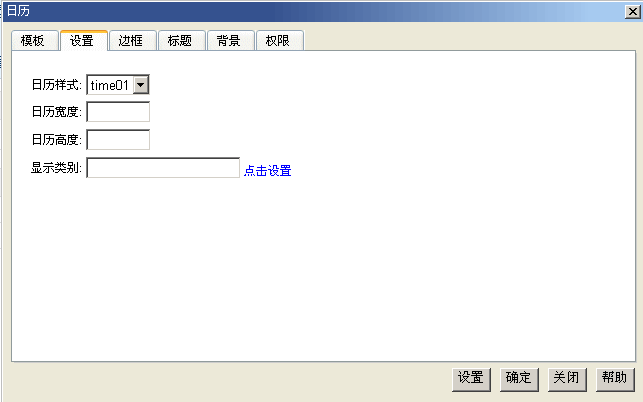 日历
模板 设置 边框 标题 背景 权限
日历样式: time01
日历宽度:
日历高度:
显示类别: 点击设置
设置 确定 关闭 帮助